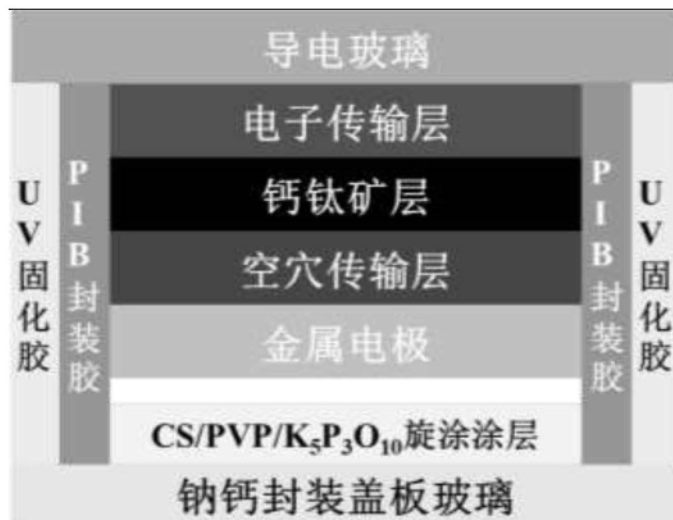 导电玻璃
电子传输层
钙钛矿层
空穴传输层
金属电极
CS/PVP/K₅P₃O₁₀旋涂涂层
钠钙封装盖板玻璃
UV固化胶
PIB封装胶
PIB封装胶
UV固化胶